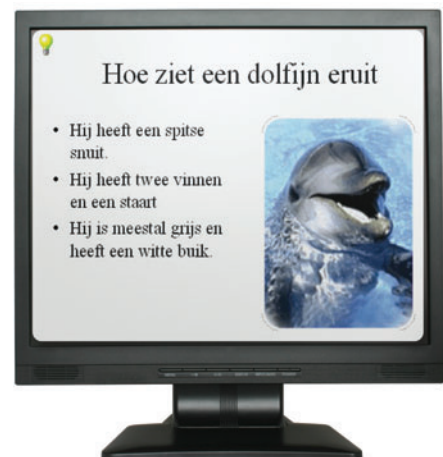 Hoe ziet een dolfijn eruit
• Hij heeft een spitse
snuit.
• Hij heeft twee vinnen
en een staart
• Hij is meestal grijs en
heeft een witte buik.